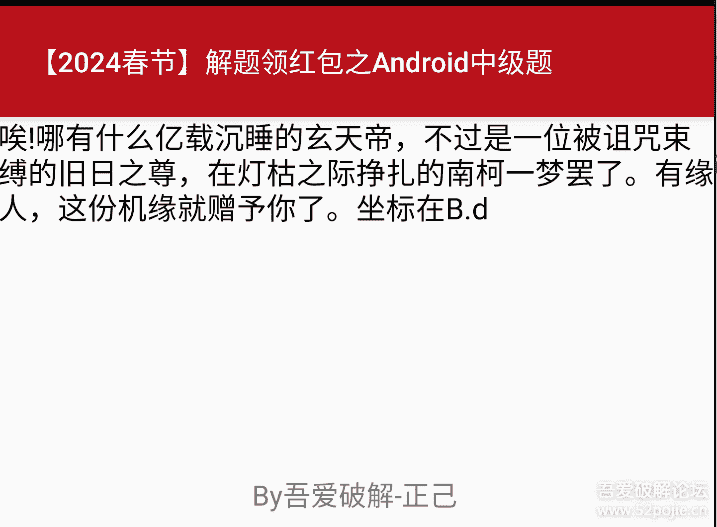 【2024春节】解题领红包之Android中级题
唉!哪有什么亿载沉睡的玄天帝，不过是一位被诅咒束
缚的旧日之尊，在灯枯之际挣扎的南柯一梦罢了。有缘
人，这份机缘就赠予你了。坐标在B.d
By吾爱破解-正己
吾爱破解论坛
www.52pojie.cn